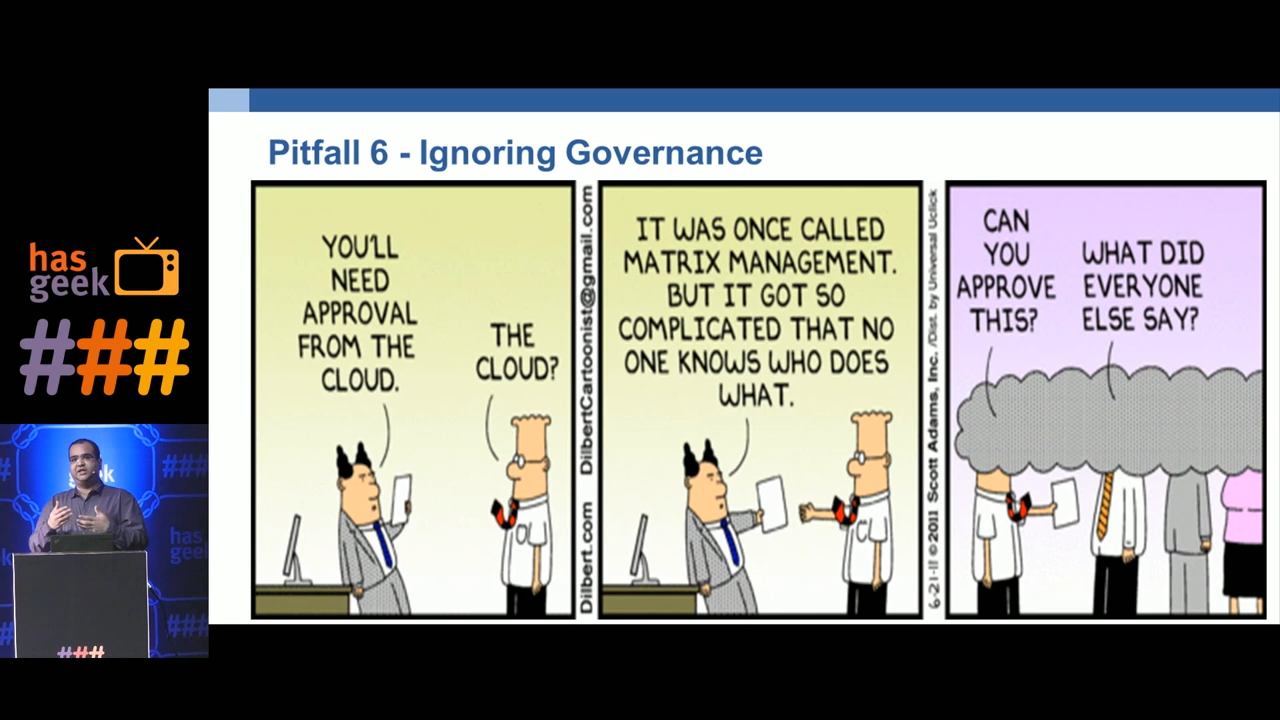 Pitfall 6 - Ignoring Governance
YOU'LL
NEED
APPROVAL
FROM THE
CLOUD.
THE
CLOUD?
DilbertCartoonist@gmail.com
Dilbert.com
IT WAS ONCE CALLED
MATRIX MANAGEMENT.
BUT IT GOT SO
COMPLICATED THAT NO
ONE KNOWS WHO DOES
WHAT.
6-21-11 © 2011 Scott Adams, Inc. /Dist. by Universal Uclick
CAN
YOU
APPROVE
THIS?
WHAT DID
EVERYONE
ELSE SAY?
has
geek
###
geek
###
has
geek
###
###